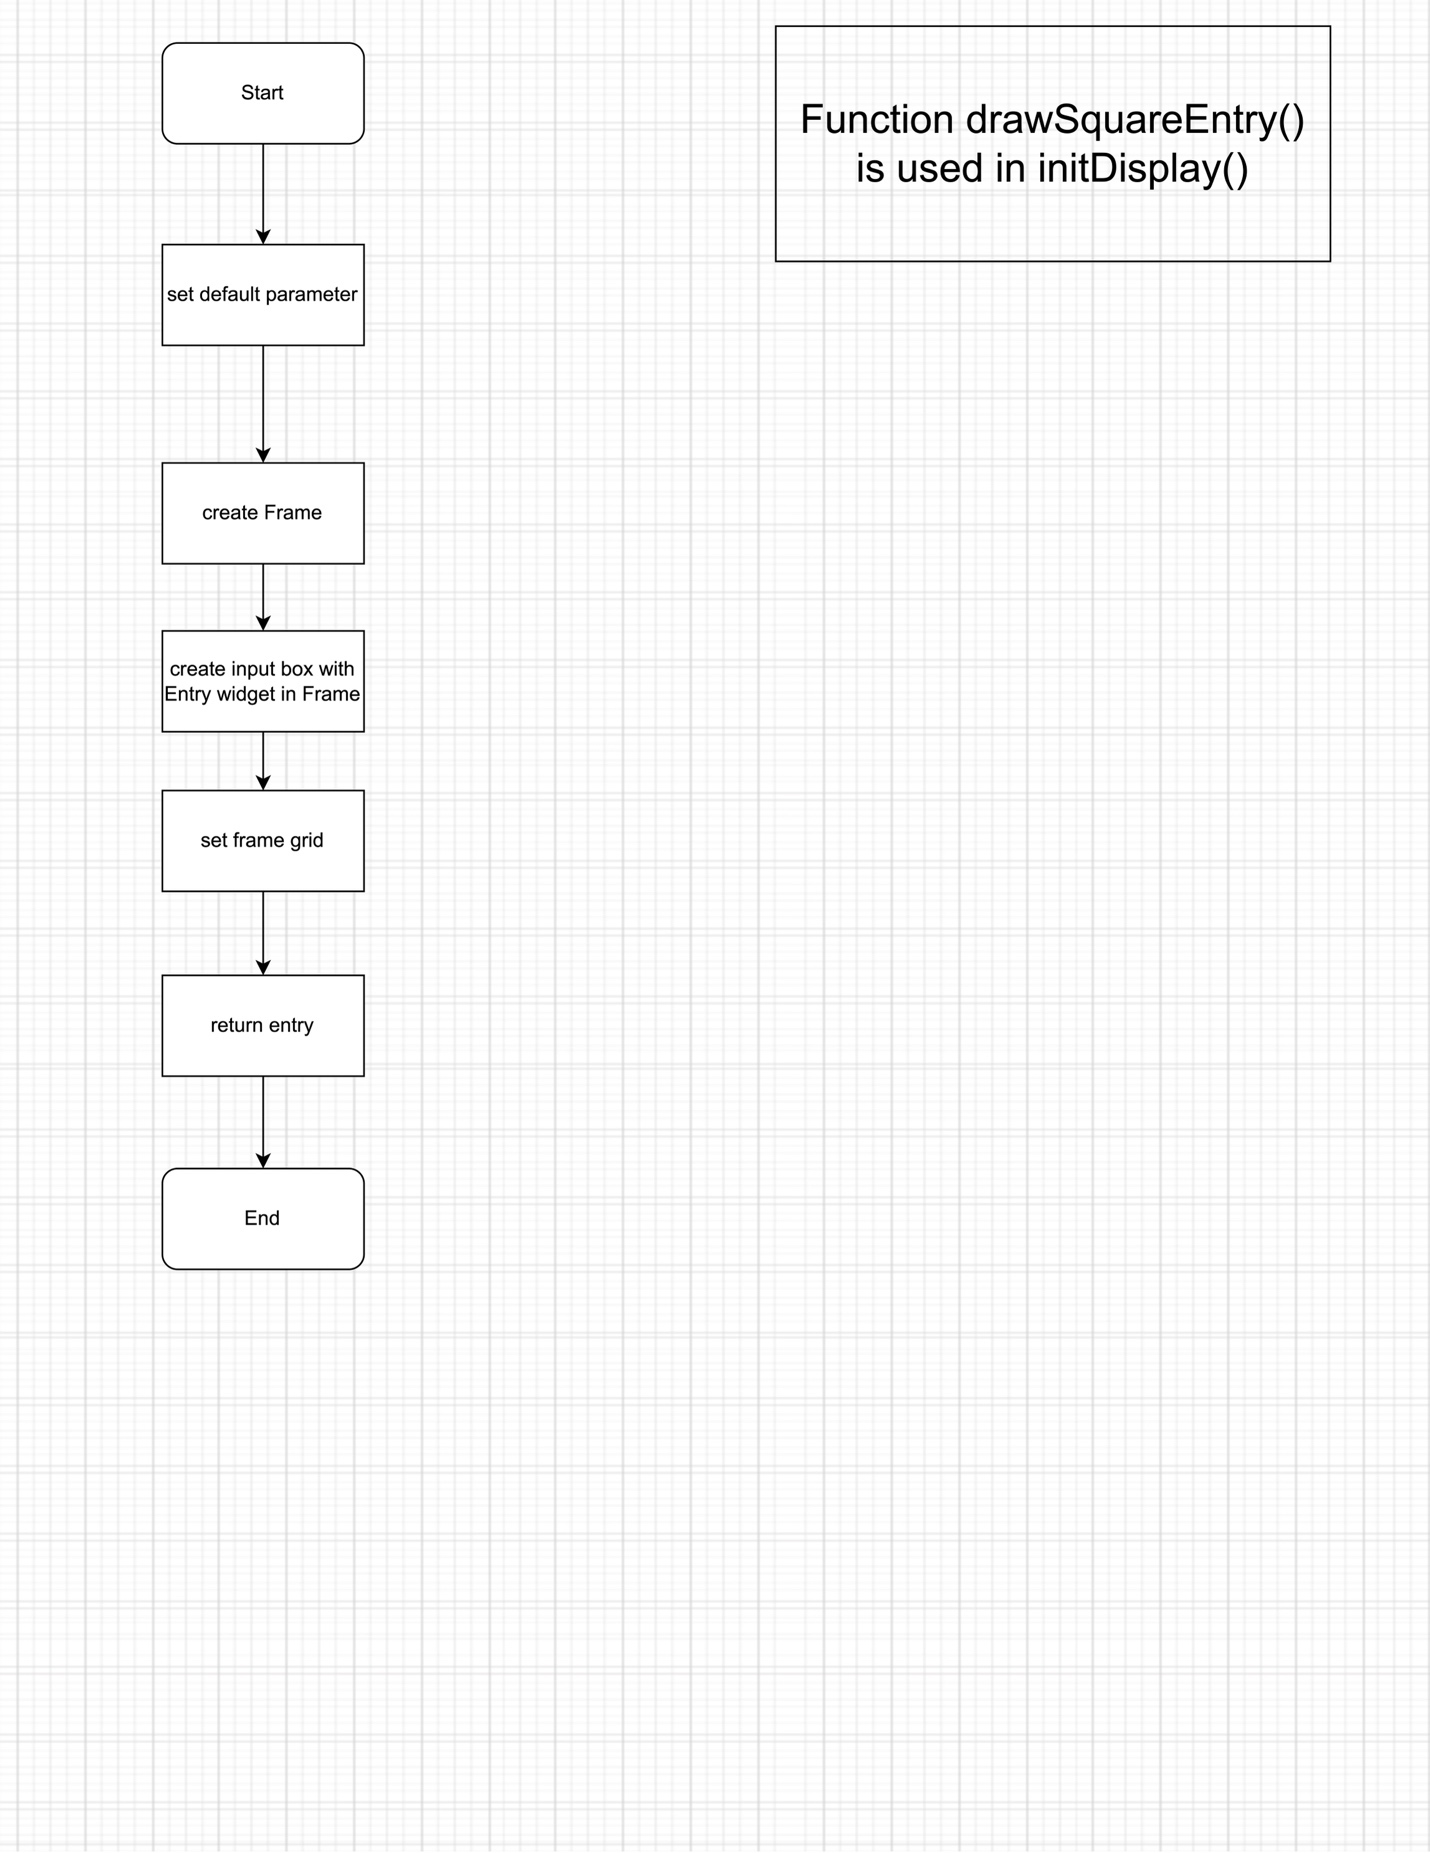 Start
Function drawSquareEntry()
is used in initDisplay()
set default parameter
create Frame
create input box with
Entry widget in Frame
set frame grid
return entry
End